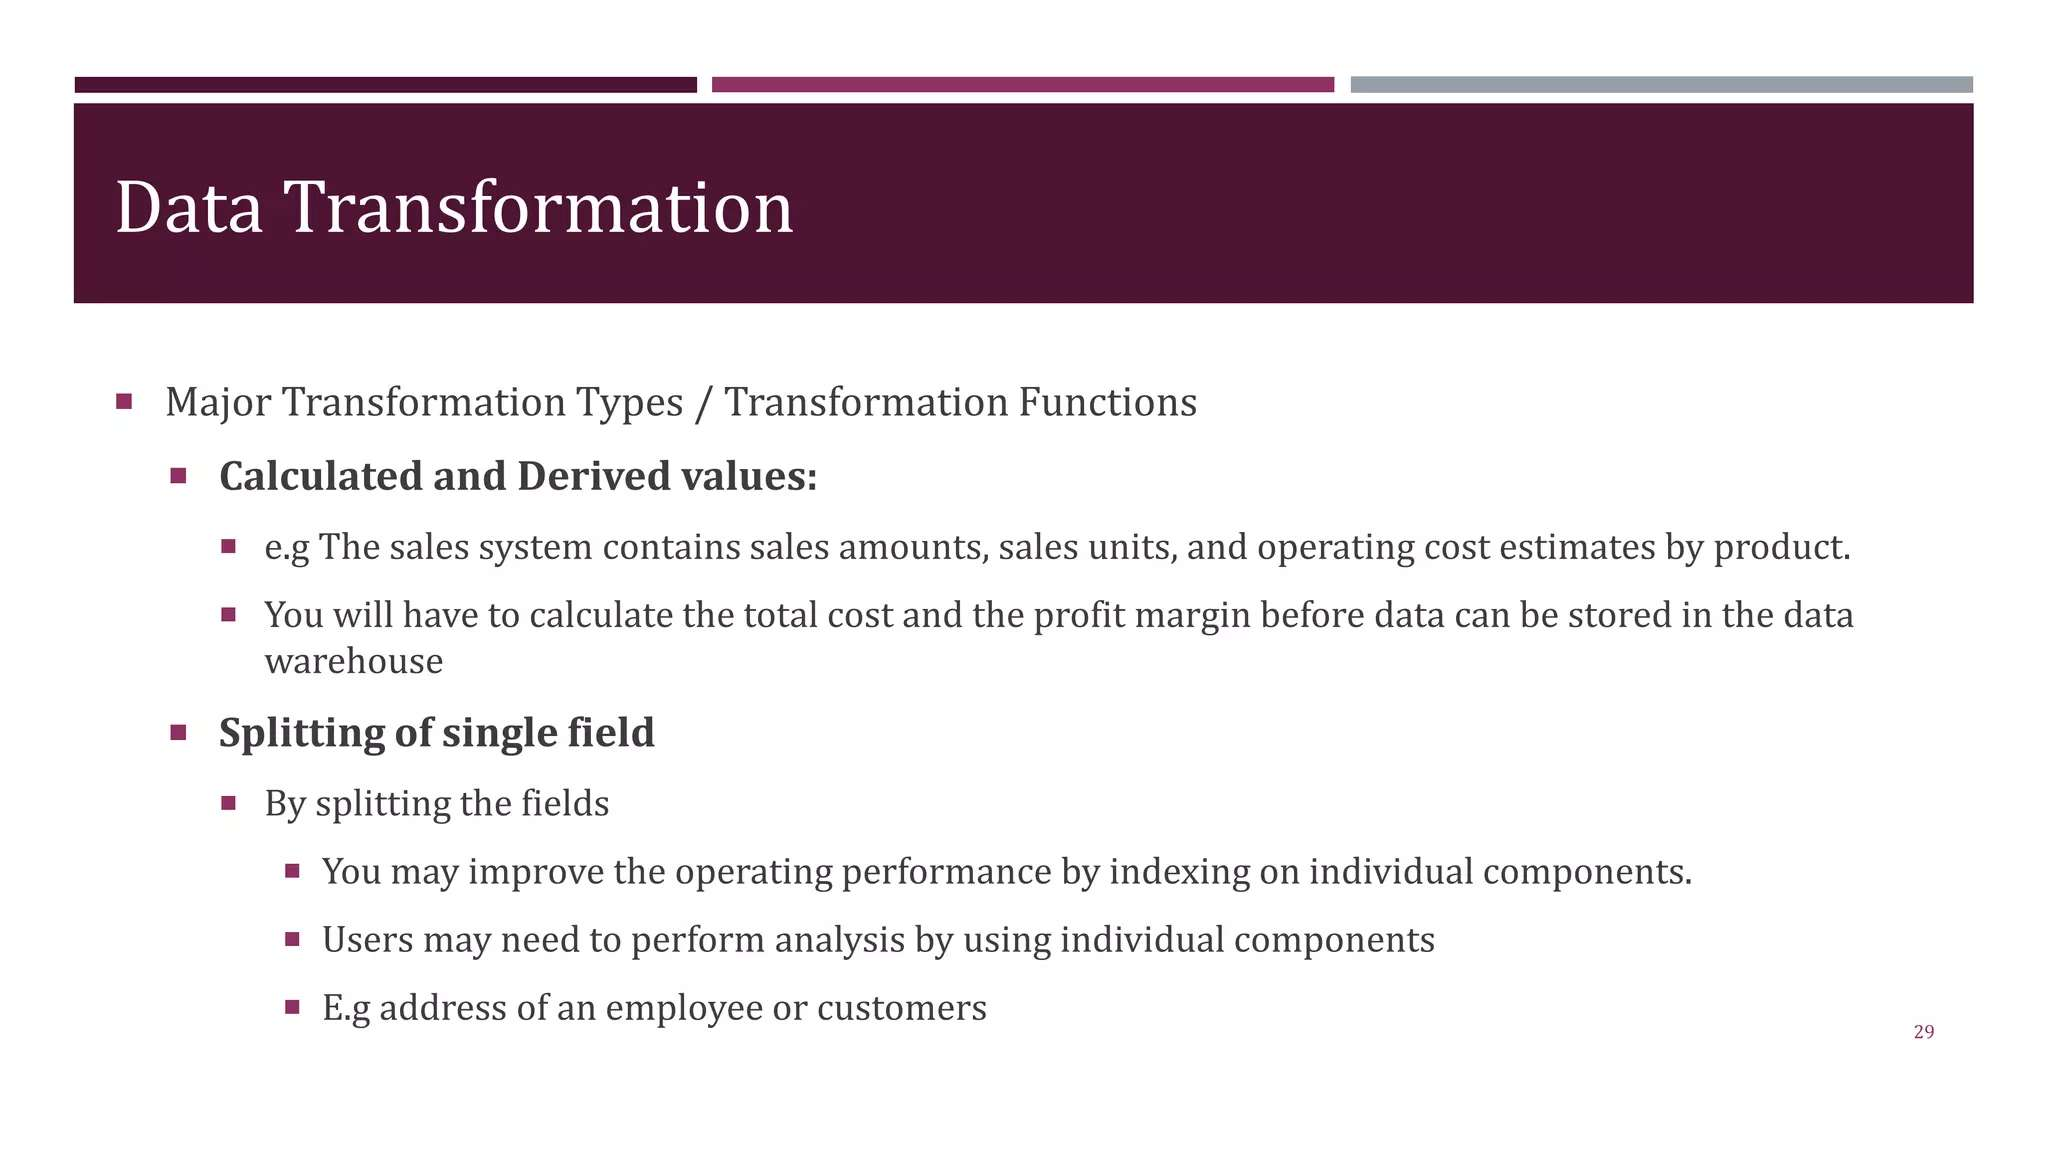 Data Transformation
Major Transformation Types / Transformation Functions
Calculated and Derived values:
e.g The sales system contains sales amounts, sales units, and operating cost estimates by product.
You will have to calculate the total cost and the profit margin before data can be stored in the data
warehouse
Splitting of single field
By splitting the fields
You may improve the operating performance by indexing on individual components.
Users may need to perform analysis by using individual components
E.g address of an employee or customers
29